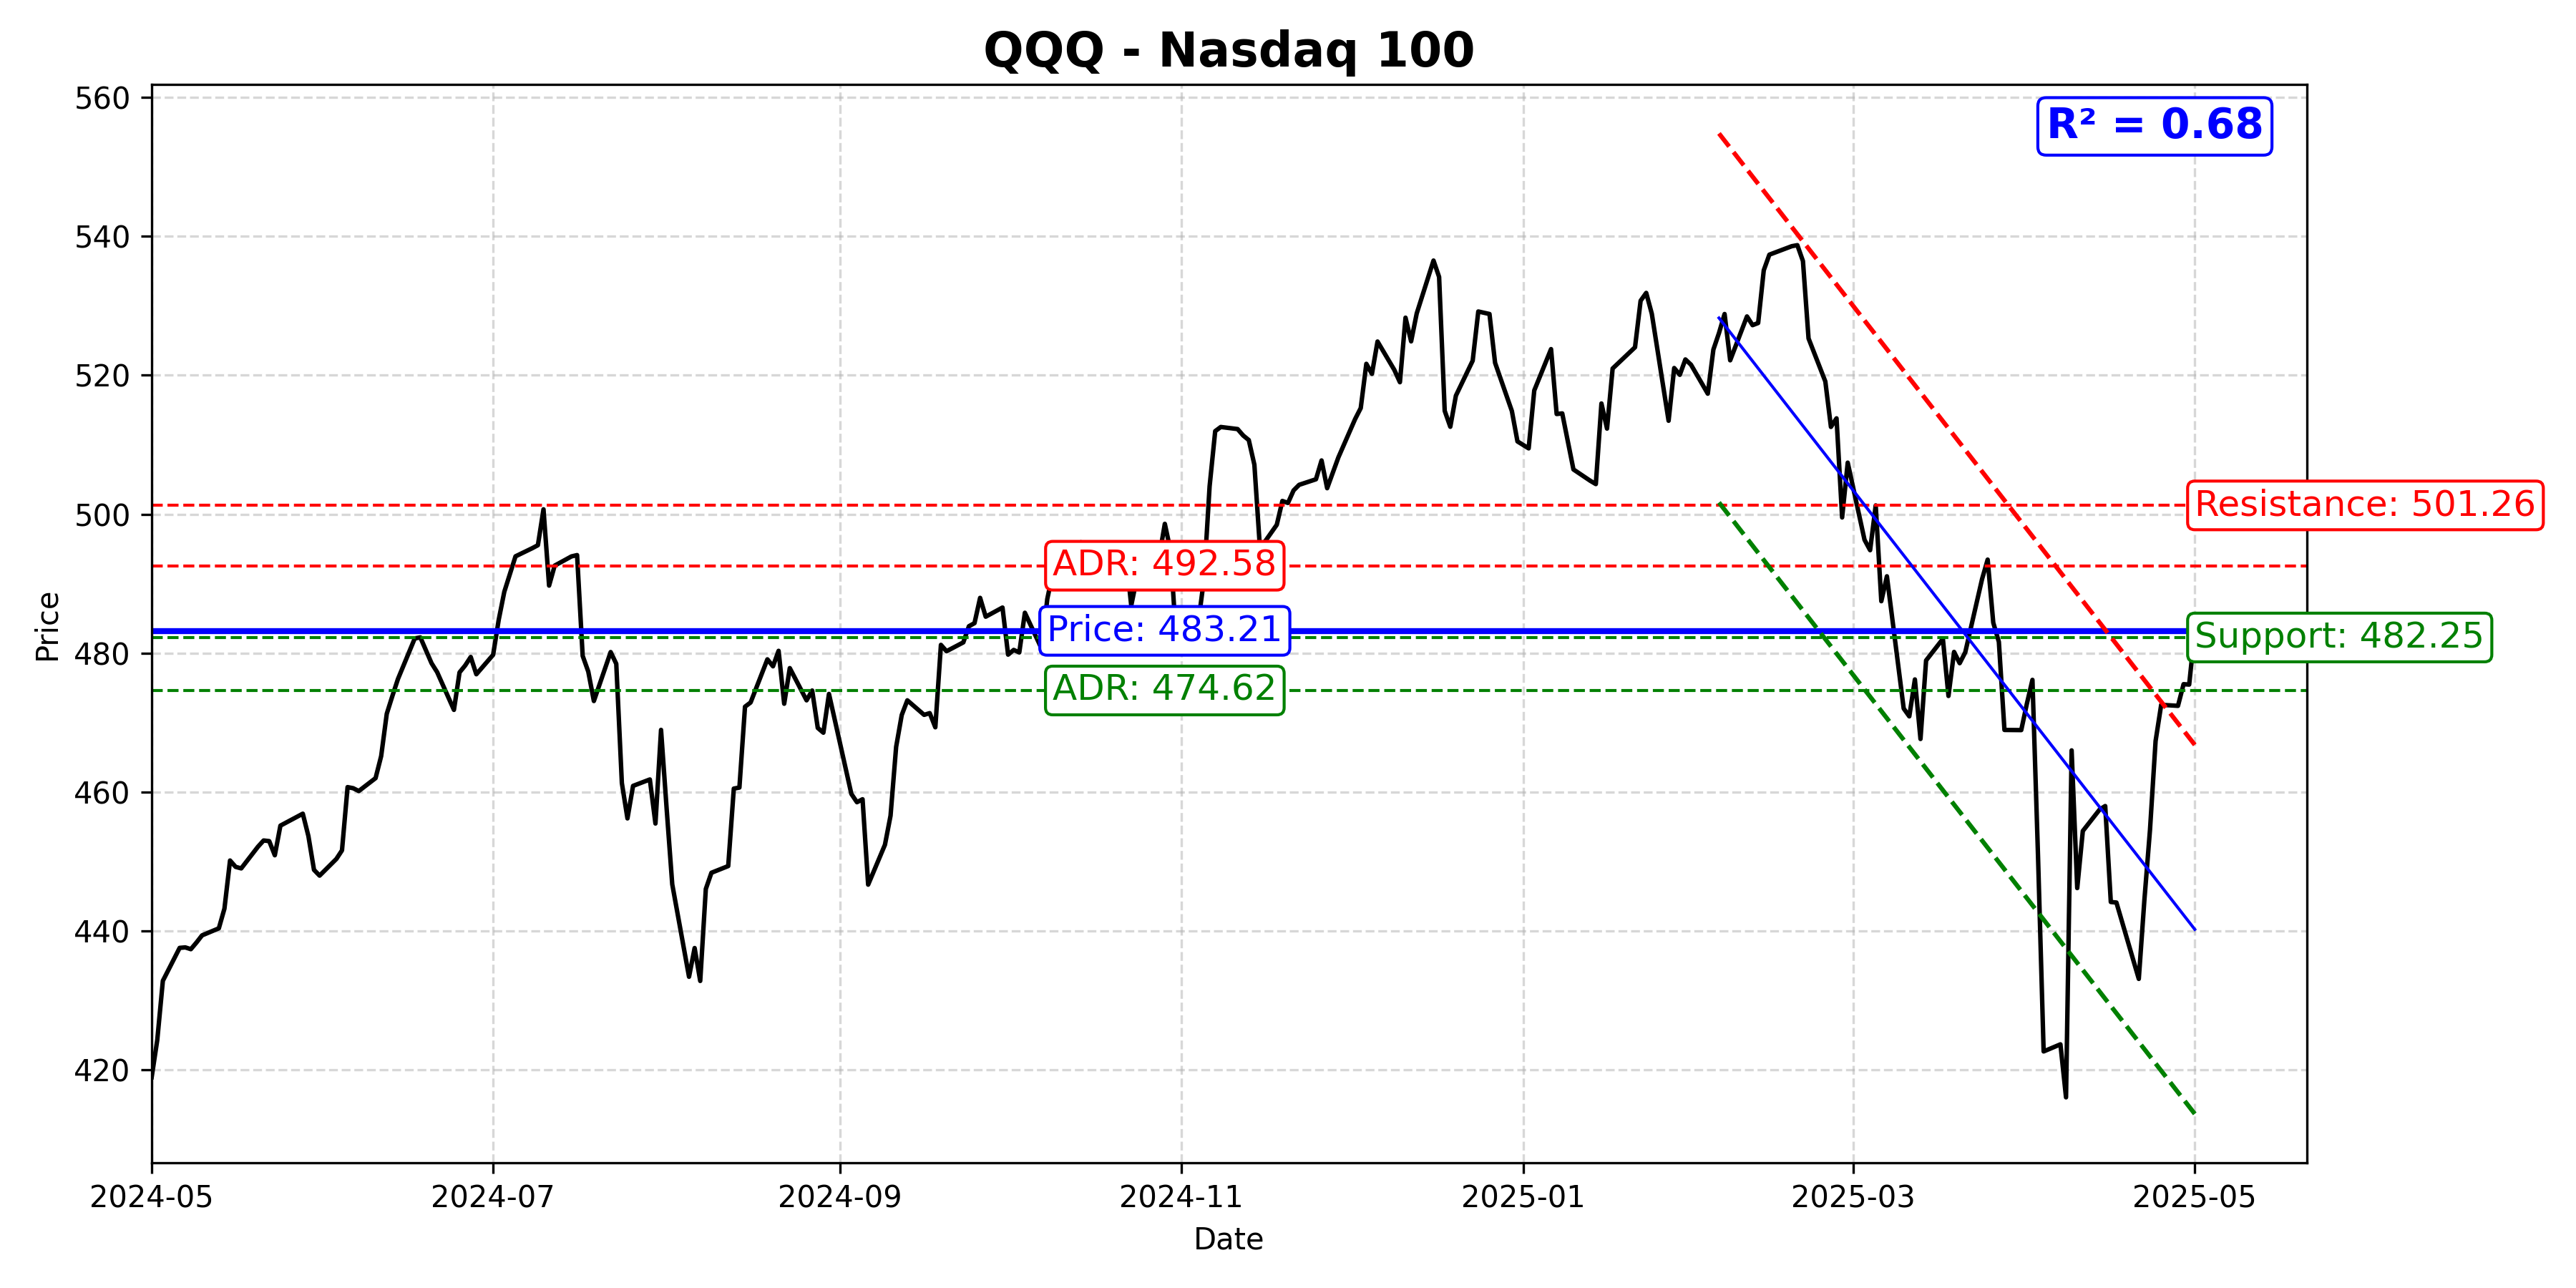 QQQ - Nasdaq 100
R² = 0.68
560
540
520
500
480
460
440
420
Price
Resistance: 501.26
ADR: 492.58
Price: 483.21
Support: 482.25
ADR: 474.62
2024-05
2024-07
2024-09
2024-11
2025-01
2025-03
2025-05
Date